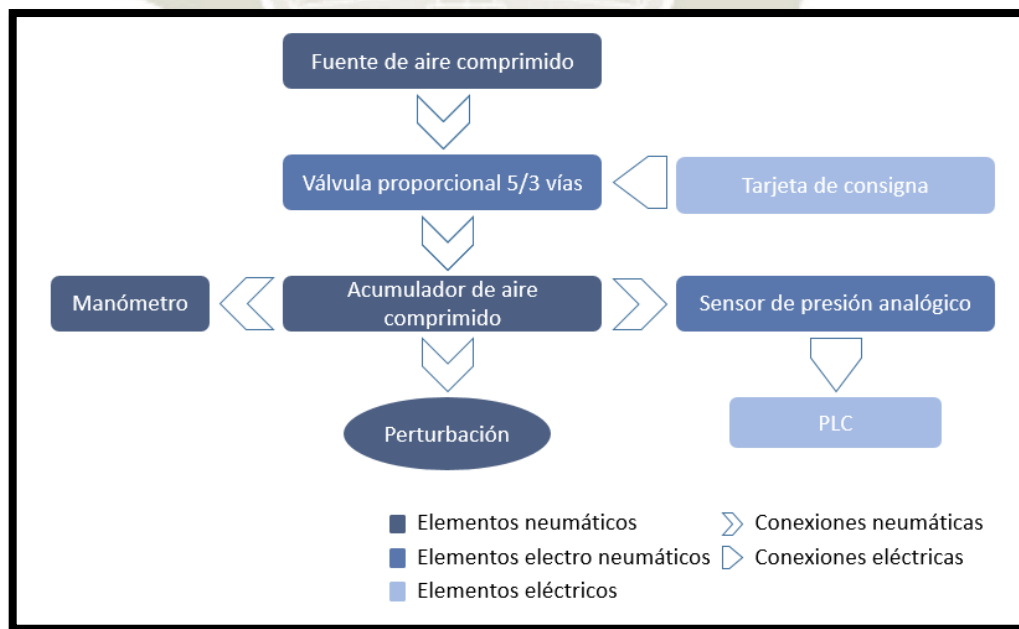 Fuente de aire comprimido
Válvula proporcional 5/3 vías
Tarjeta de consigna
Manómetro
Acumulador de aire
comprimido
Sensor de presión analógico
Perturbación
PLC
Elementos neumáticos
Conexiones neumáticas
Elementos electro neumáticos
Conexiones eléctricas
Elementos eléctricos